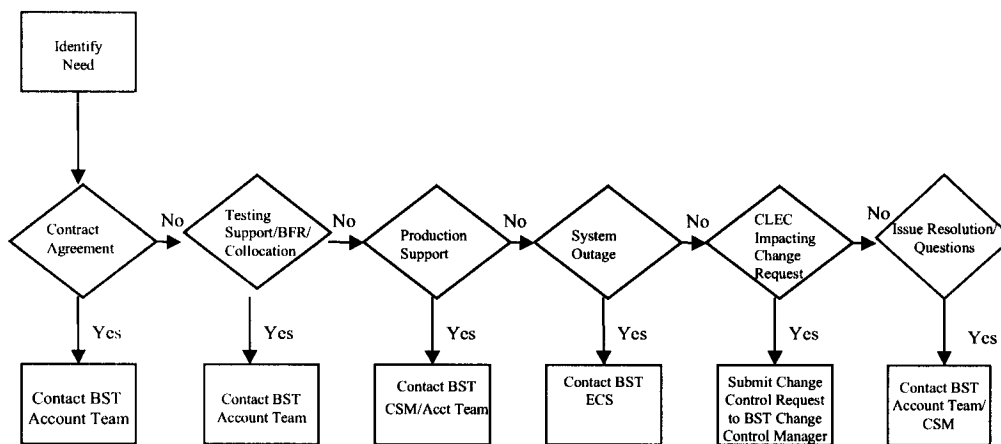 Identify
Need
Contract
Agreement
No
Testing
Support/BFR/
Collocation
No
Production
Support
No
System
Outage
No
CLEC
Impacting
Change
Request
No
Issue Resolution/
Questions
Yes
Yes
Yes
Yes
Yes
Yes
Contact BST
Account Team
Contact BST
Account Team
Contact BST
CSM/Acct Team
Contact BST
ECS
Submit Change
Control Request
to BST Change
Control Manager
Contact BST
Account Team/
CSM